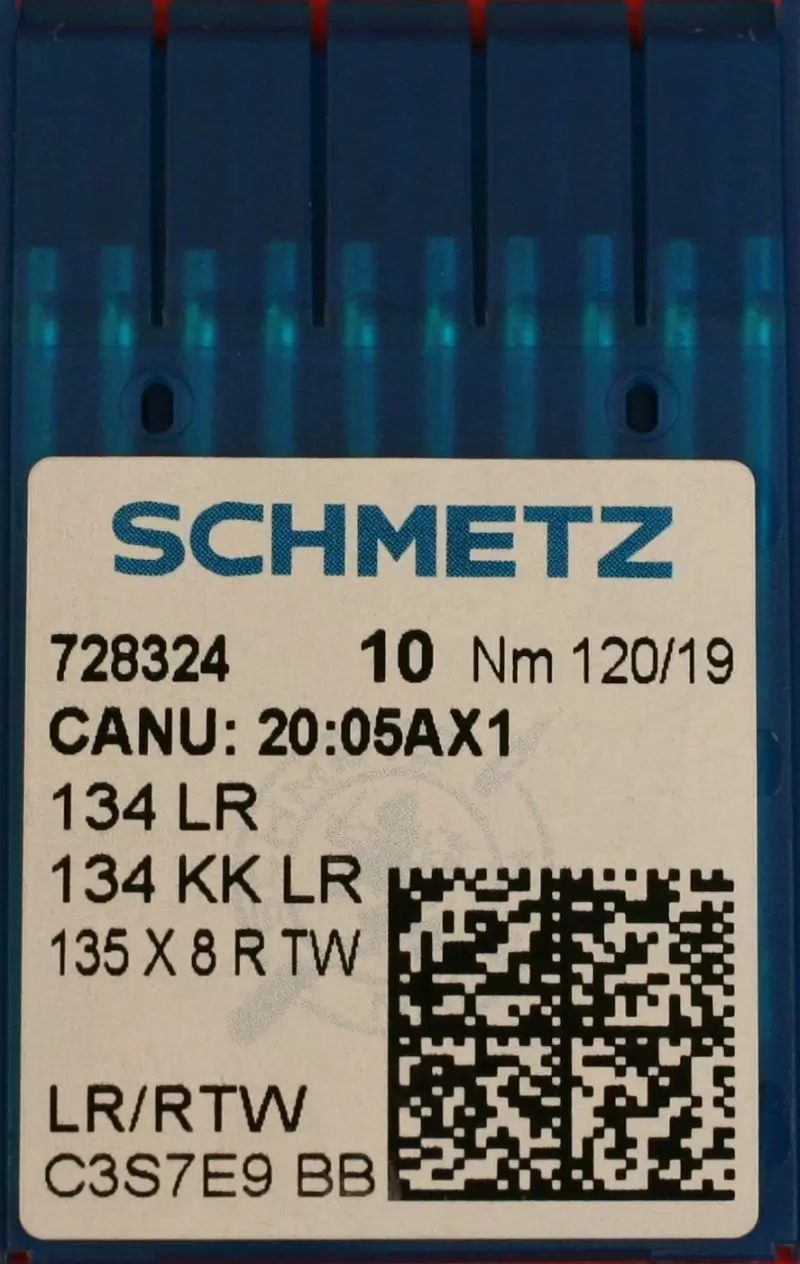 SCHMETZ
728324 10 Nm 120/19
CANU: 20:05AX1
134 LR
134 KK LR
135 X 8 R TW
LR/RTW
C3S7E9 BB